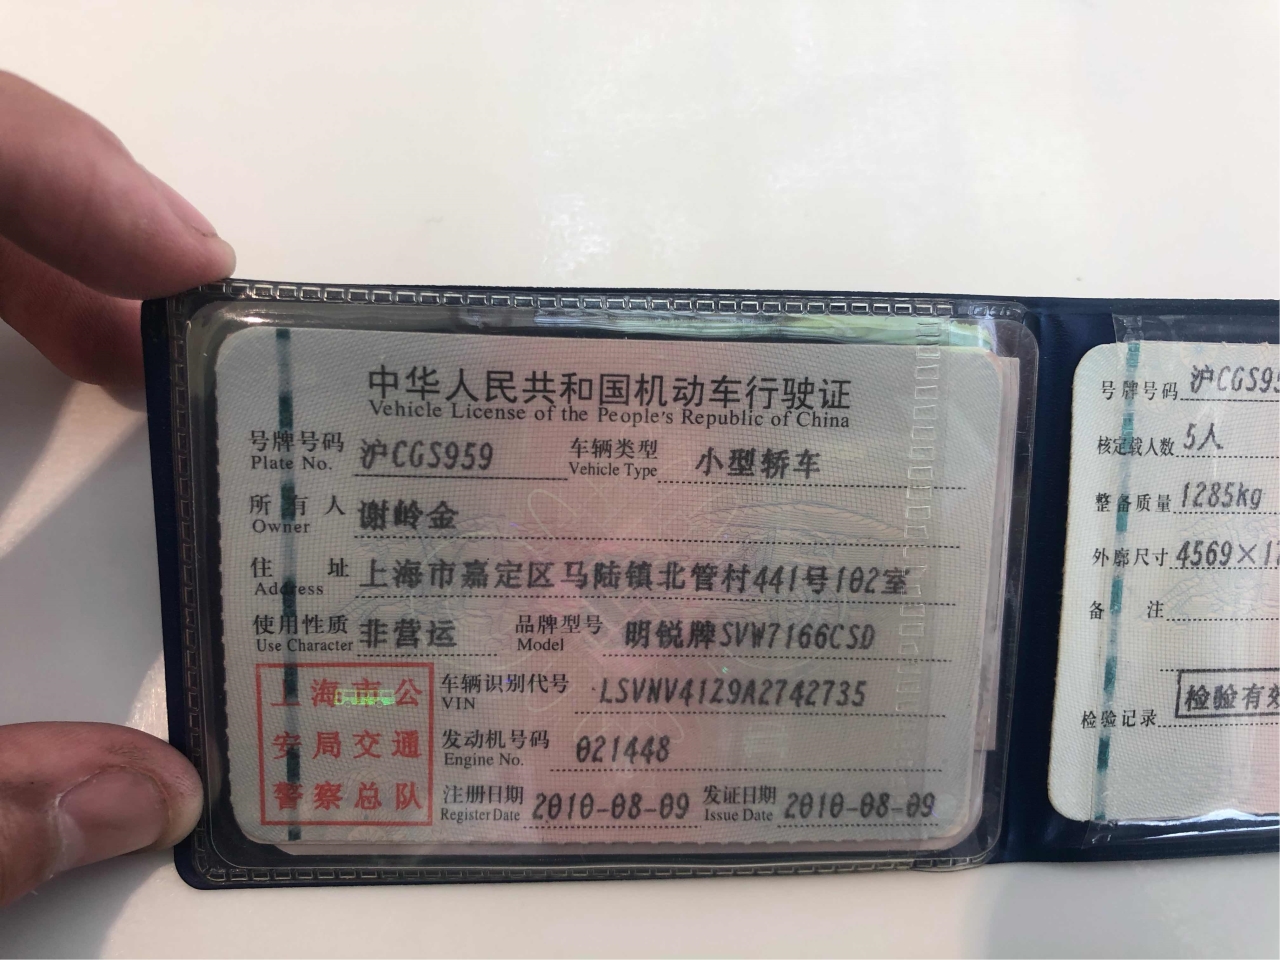 中华人民共和国机动车行驶证
Vehicle License of the People's Republic of China
号牌号码 沪CGS959 车辆类型 小型轿车
Plate No. Vehicle Type
所有人 谢岭金
Owner
住址 上海市嘉定区马陆镇北管村441号102室
Address
使用性质 非营运 品牌型号 明锐牌SVW7166CSD
Use Character Model
上海市公
安局交通
警察总队
车辆识别代号 LSVNV41Z9A2742735
VIN
发动机号码 021448
Engine No.
注册日期 2010-08-09 发证日期 2010-08-09
Register Date Issue Date
号牌号码 沪CGS9
核定载人数 5人
整备质量 1285kg
外廓尺寸 4569×17
备注
检验有效
检验记录